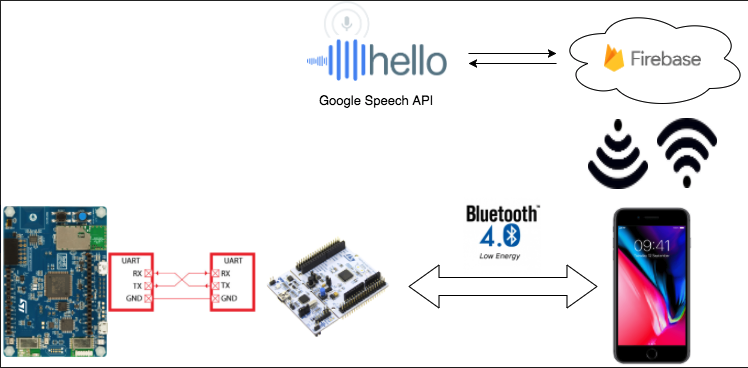 hello
Firebase
Google Speech API
Bluetooth™
4.0
Low Energy
09:41
UART
RX
TX
GND
UART
RX
TX
GND